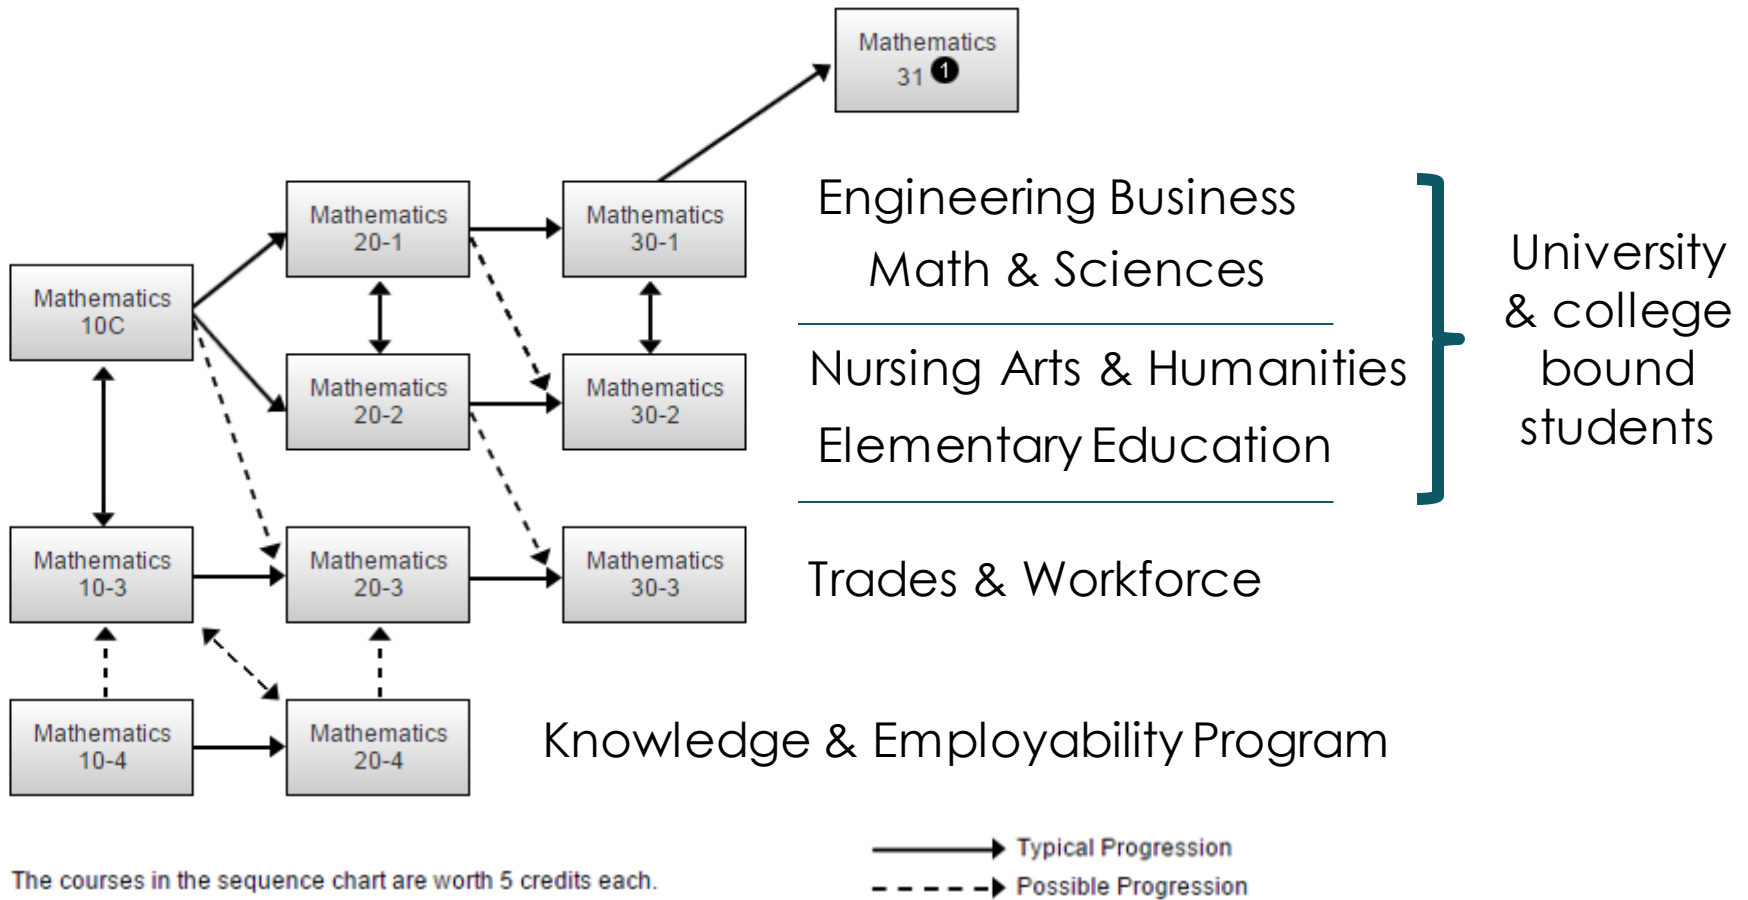 Mathematics
31 1
Mathematics
20-1
Mathematics
30-1
Engineering Business
Math & Sciences
University
& college
bound
students
Mathematics
10C
Mathematics
20-2
Mathematics
30-2
Nursing Arts & Humanities
Elementary Education
Mathematics
10-3
Mathematics
20-3
Mathematics
30-3
Trades & Workforce
Mathematics
10-4
Mathematics
20-4
Knowledge & Employability Program
Typical Progression
The courses in the sequence chart are worth 5 credits each.
Possible Progression